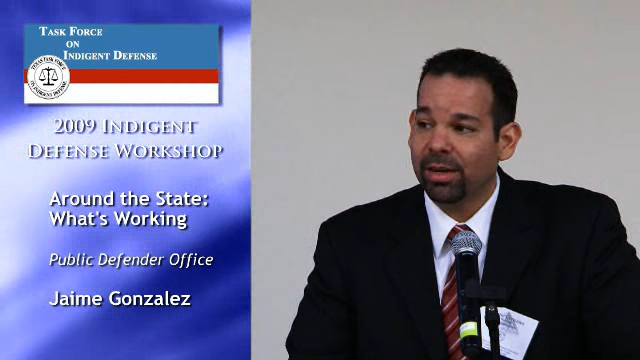 TASK FORCE
ON
INDIGENT DEFENSE
2009 INDIGENT
DEFENSE WORKSHOP
Around the State:
What's Working
Public Defender Office
Jaime Gonzalez